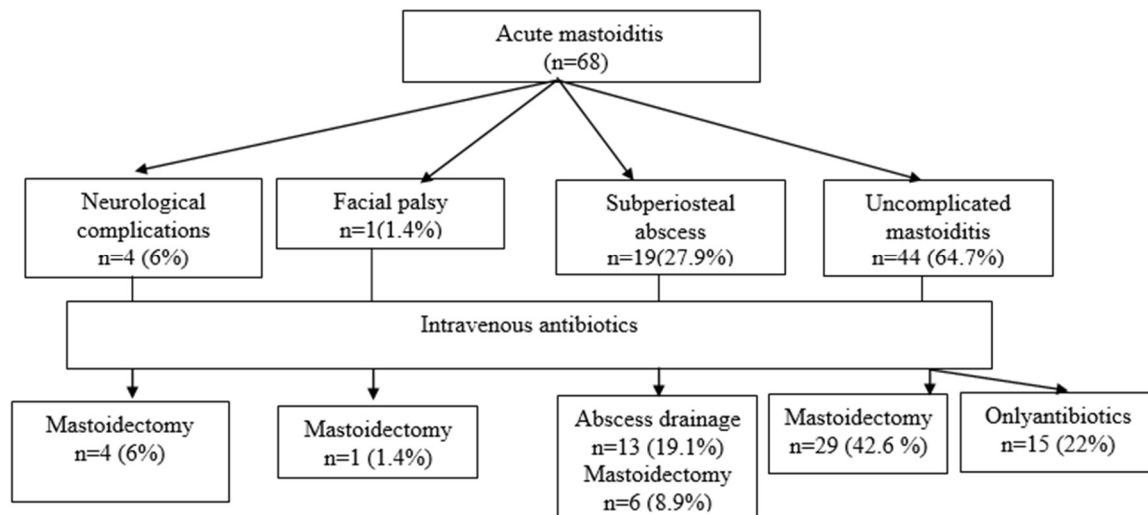 Acute mastoiditis
(n=68)
Neurological
complications
n=4 (6%)
Facial palsy
n=1(1.4%)
Subperiosteal
abscess
n=19(27.9%)
Uncomplicated
mastoiditis
n=44 (64.7%)
Intravenous antibiotics
Mastoidectomy
n=4 (6%)
Mastoidectomy
n=1 (1.4%)
Abscess drainage
n=13 (19.1%)
Mastoidectomy
n=6 (8.9%)
Mastoidectomy
n=29 (42.6 %)
Onlyantibiotics
n=15 (22%)